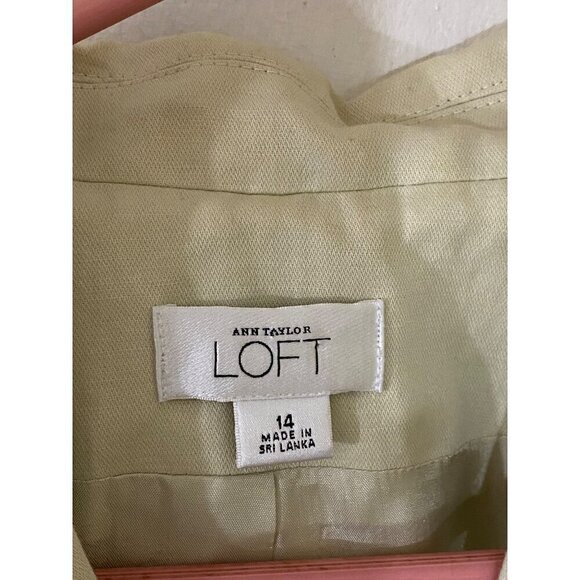 ANN TAYLOR
LOFT
14
MADE IN
SRI LANKA